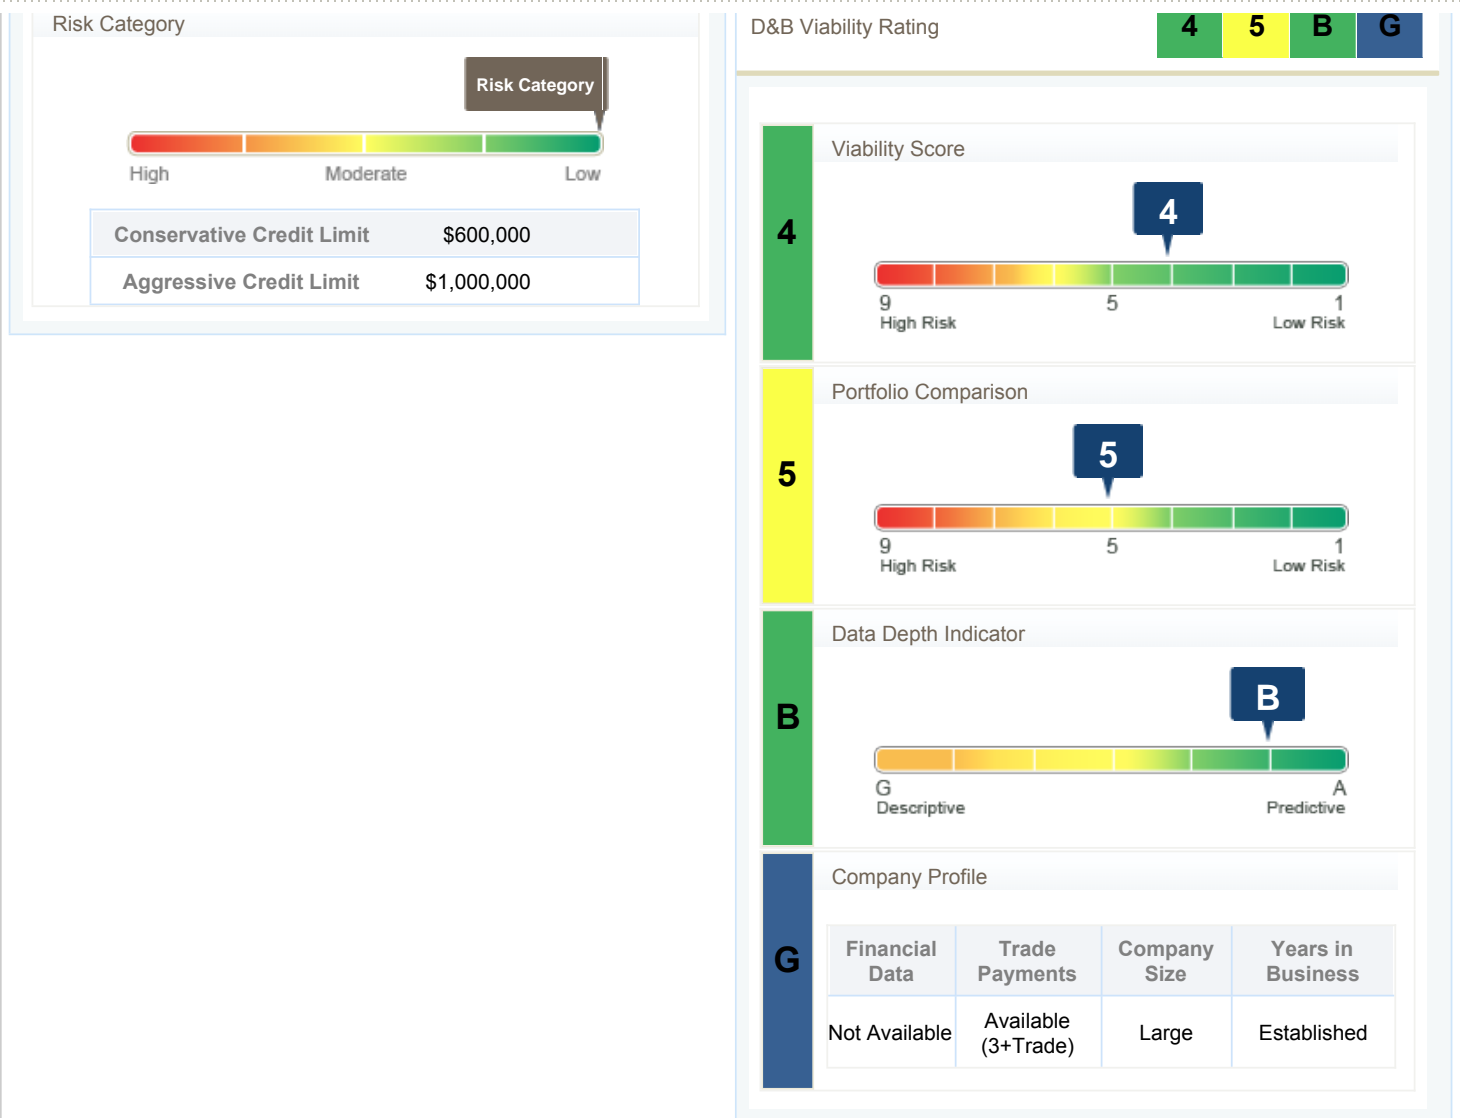 Risk Category
Risk Category
High Moderate Low
Conservative Credit Limit $600,000
Aggressive Credit Limit $1,000,000
D&B Viability Rating 4 5 B G
4
Viability Score
4
9 5 1
High Risk Low Risk
5
Portfolio Comparison
5
9 5 1
High Risk Low Risk
B
Data Depth Indicator
B
G A
Descriptive Predictive
G
Company Profile
Financial Data Trade Payments Company Size Years in Business
Not Available Available (3+Trade) Large Established